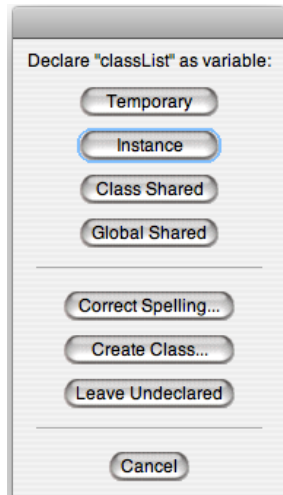 Declare "classList" as variable:
Temporary
Instance
Class Shared
Global Shared
Correct Spelling...
Create Class...
Leave Undeclared
Cancel